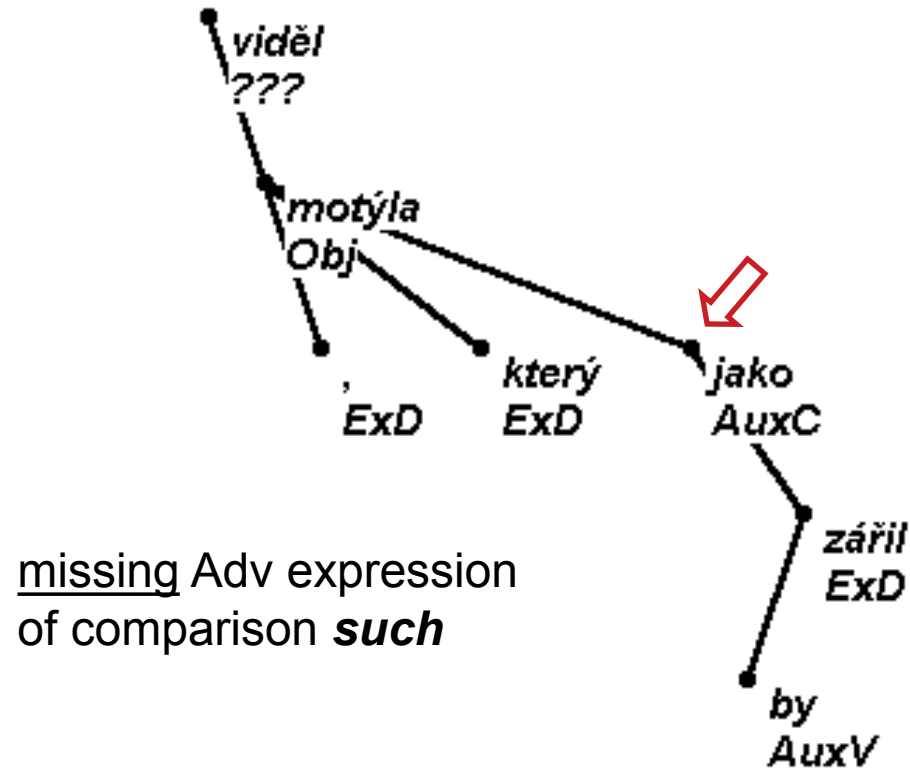 viděl
???
motýla
Obj
,
ExD
který
ExD
jako
AuxC
zářil
ExD
missing Adv expression
of comparison such
by
AuxV